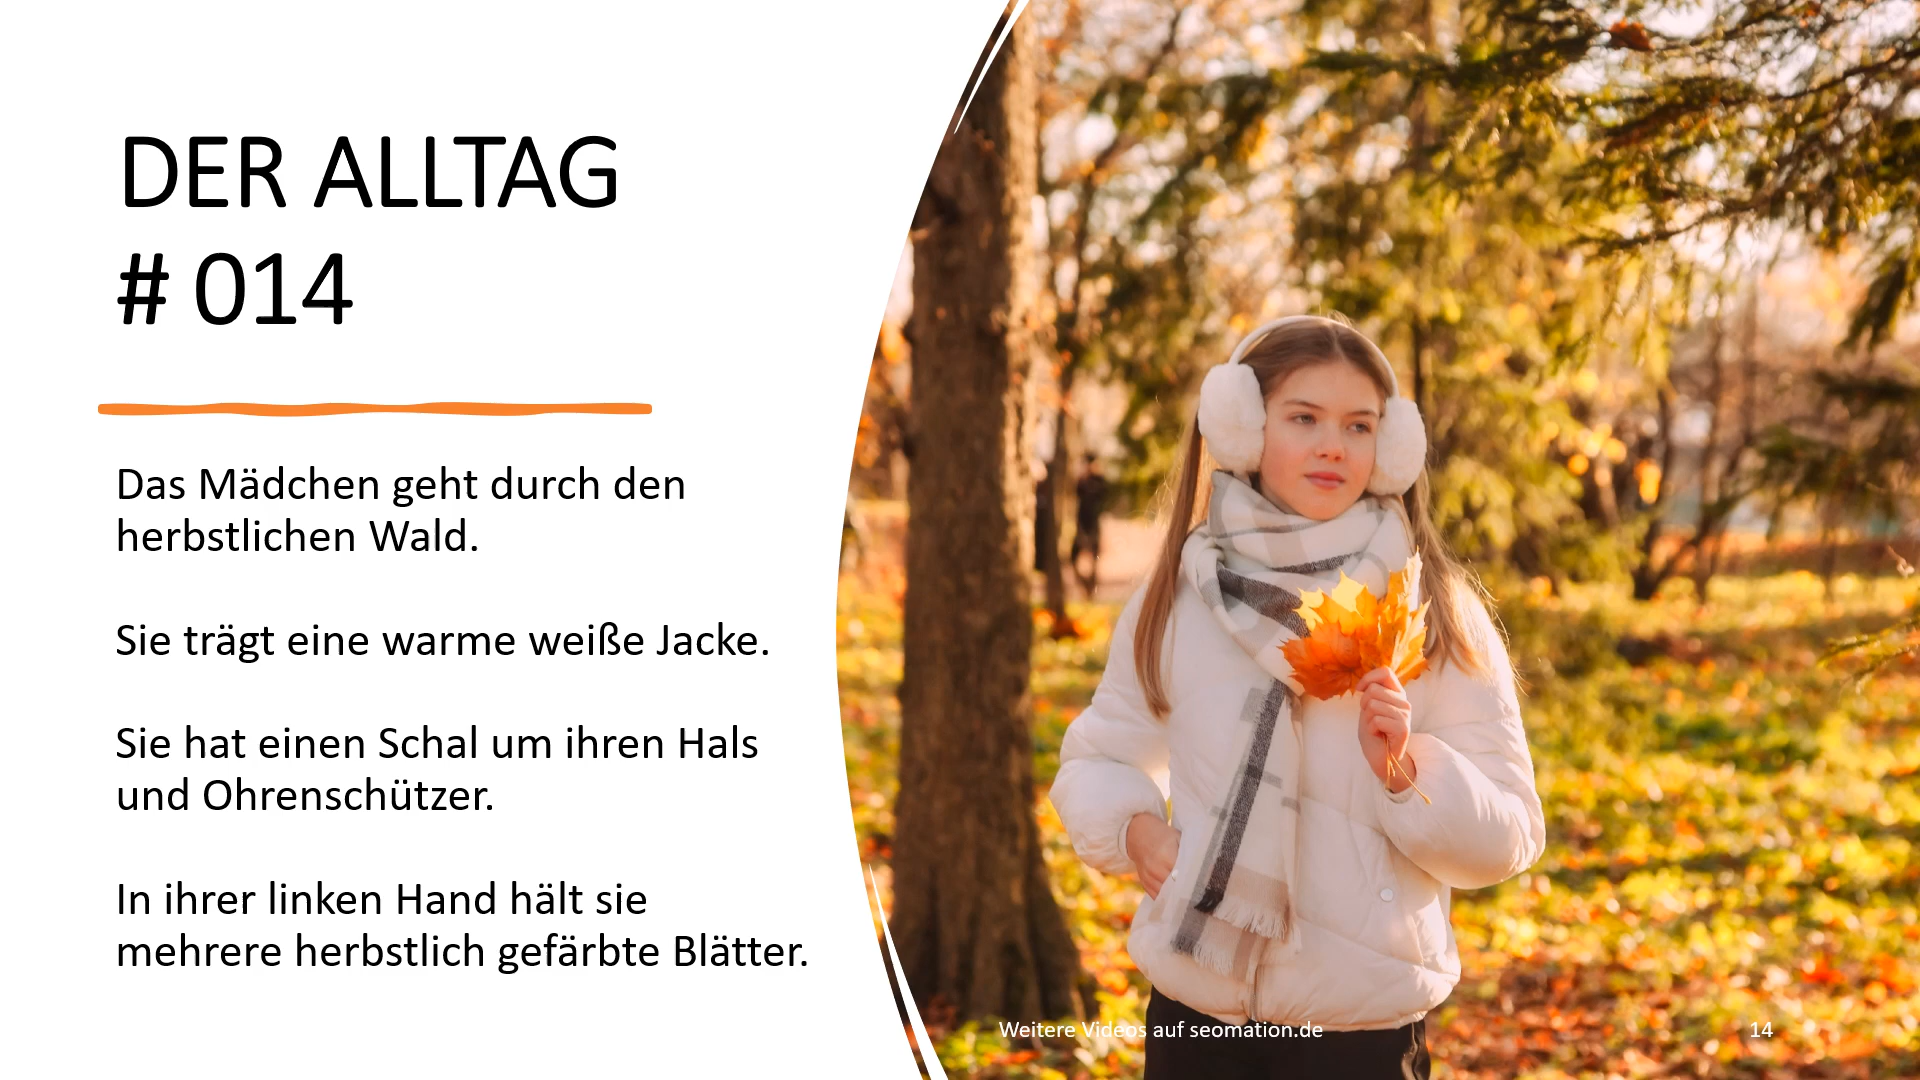 DER ALLTAG
# 014
Das Mädchen geht durch den
herbstlichen Wald.
Sie trägt eine warme weiße Jacke.
Sie hat einen Schal um ihren Hals
und Ohrenschützer.
In ihrer linken Hand hält sie
mehrere herbstlich gefärbte Blätter.
Weitere Videos auf seomation.de
14